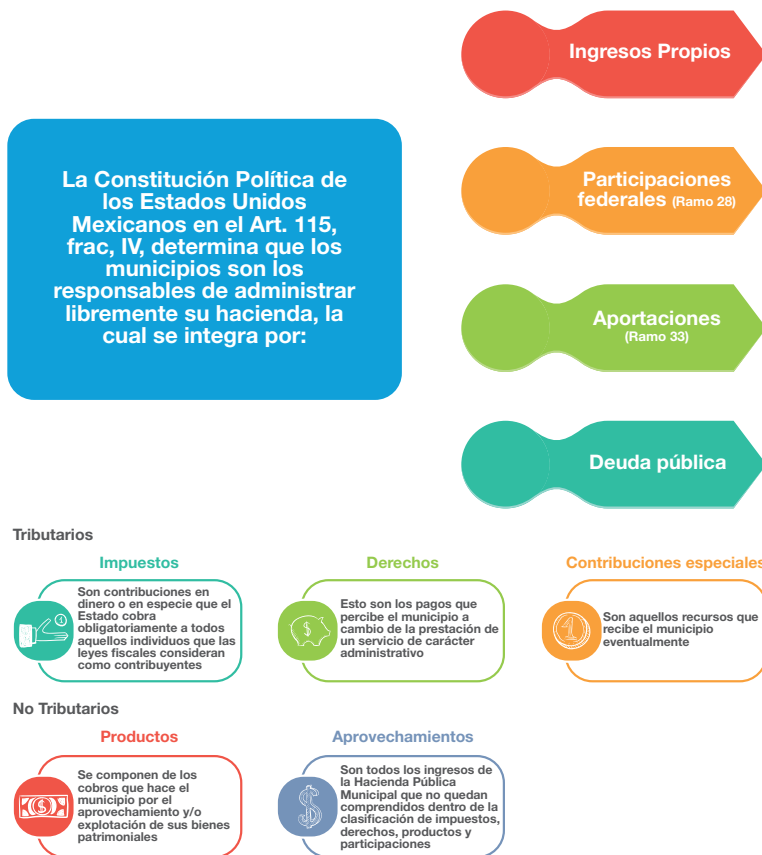 La Constitución Política de
los Estados Unidos
Mexicanos en el Art. 115,
frac, IV, determina que los
municipios son los
responsables de administrar
libremente su hacienda, la
cual se integra por:
Ingresos Propios
Participaciones
federales (Ramo 28)
Aportaciones
(Ramo 33)
Deuda pública
Tributarios
Impuestos
Son contribuciones en
dinero o en especie que el
Estado cobra
obligatoriamente a todos
aquellos individuos que las
leyes fiscales consideran
como contribuyentes
Derechos
Esto son los pagos que
percibe el municipio a
cambio de la prestación de
un servicio de carácter
administrativo
Contribuciones especiales
Son aquellos recursos que
recibe el municipio
eventualmente
No Tributarios
Productos
Se componen de los
cobros que hace el
municipio por el
aprovechamiento y/o
explotación de sus bienes
patrimoniales
Aprovechamientos
Son todos los ingresos de
la Hacienda Pública
Municipal que no quedan
comprendidos dentro de la
clasificación de impuestos,
derechos, productos y
participaciones